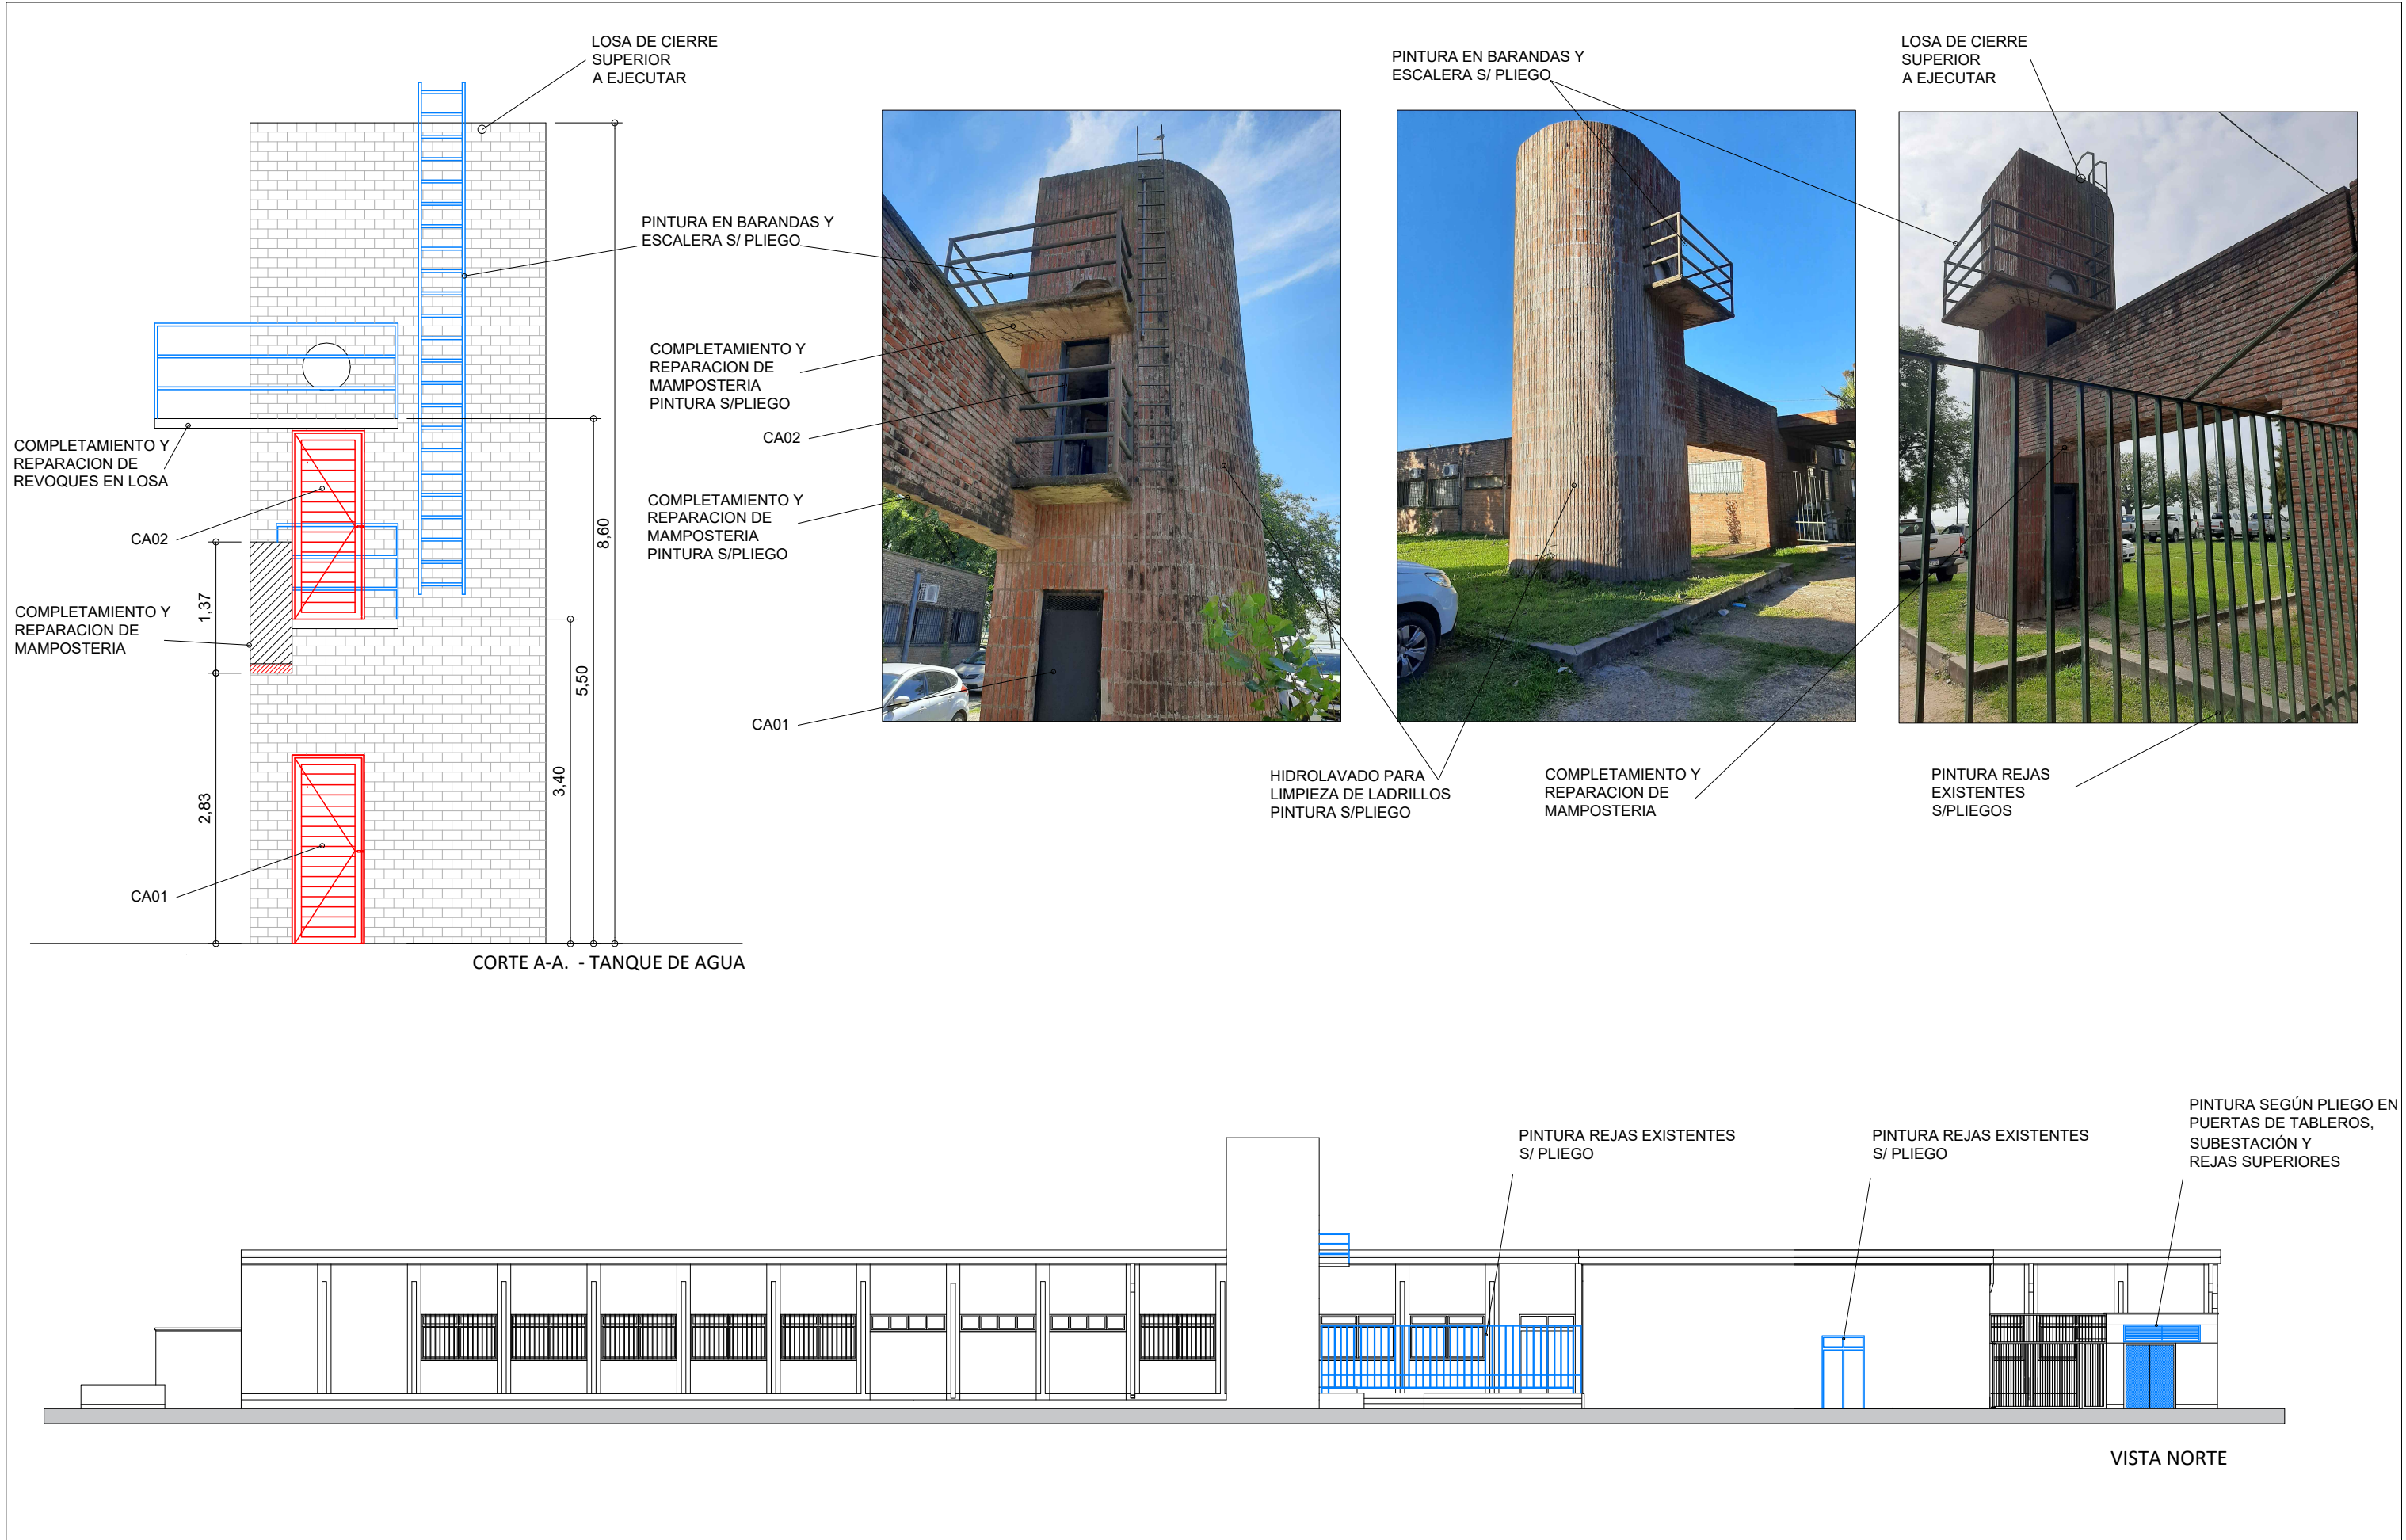 LOSA DE CIERRE
SUPERIOR
A EJECUTAR
PINTURA EN BARANDAS Y
ESCALERA S/ PLIEGO
COMPLETAMIENTO Y
REPARACION DE
MAMPOSTERIA
PINTURA S/PLIEGO
CA02
COMPLETAMIENTO Y
REPARACION DE
MAMPOSTERIA
PINTURA S/PLIEGO
CA01
COMPLETAMIENTO Y
REPARACION DE
REVOQUES EN LOSA
CA02
COMPLETAMIENTO Y
REPARACION DE
MAMPOSTERIA
CA01
1,37
2,83
3,40
5,50
8,60
CORTE A-A. - TANQUE DE AGUA
PINTURA EN BARANDAS Y
ESCALERA S/ PLIEGO
LOSA DE CIERRE
SUPERIOR
A EJECUTAR
HIDROLAVADO PARA
LIMPIEZA DE LADRILLOS
PINTURA S/PLIEGO
COMPLETAMIENTO Y
REPARACION DE
MAMPOSTERIA
PINTURA REJAS
EXISTENTES
S/PLIEGOS
PINTURA REJAS EXISTENTES
S/ PLIEGO
PINTURA REJAS EXISTENTES
S/ PLIEGO
PINTURA SEGÚN PLIEGO EN
PUERTAS DE TABLEROS,
SUBESTACIÓN Y
REJAS SUPERIORES
VISTA NORTE